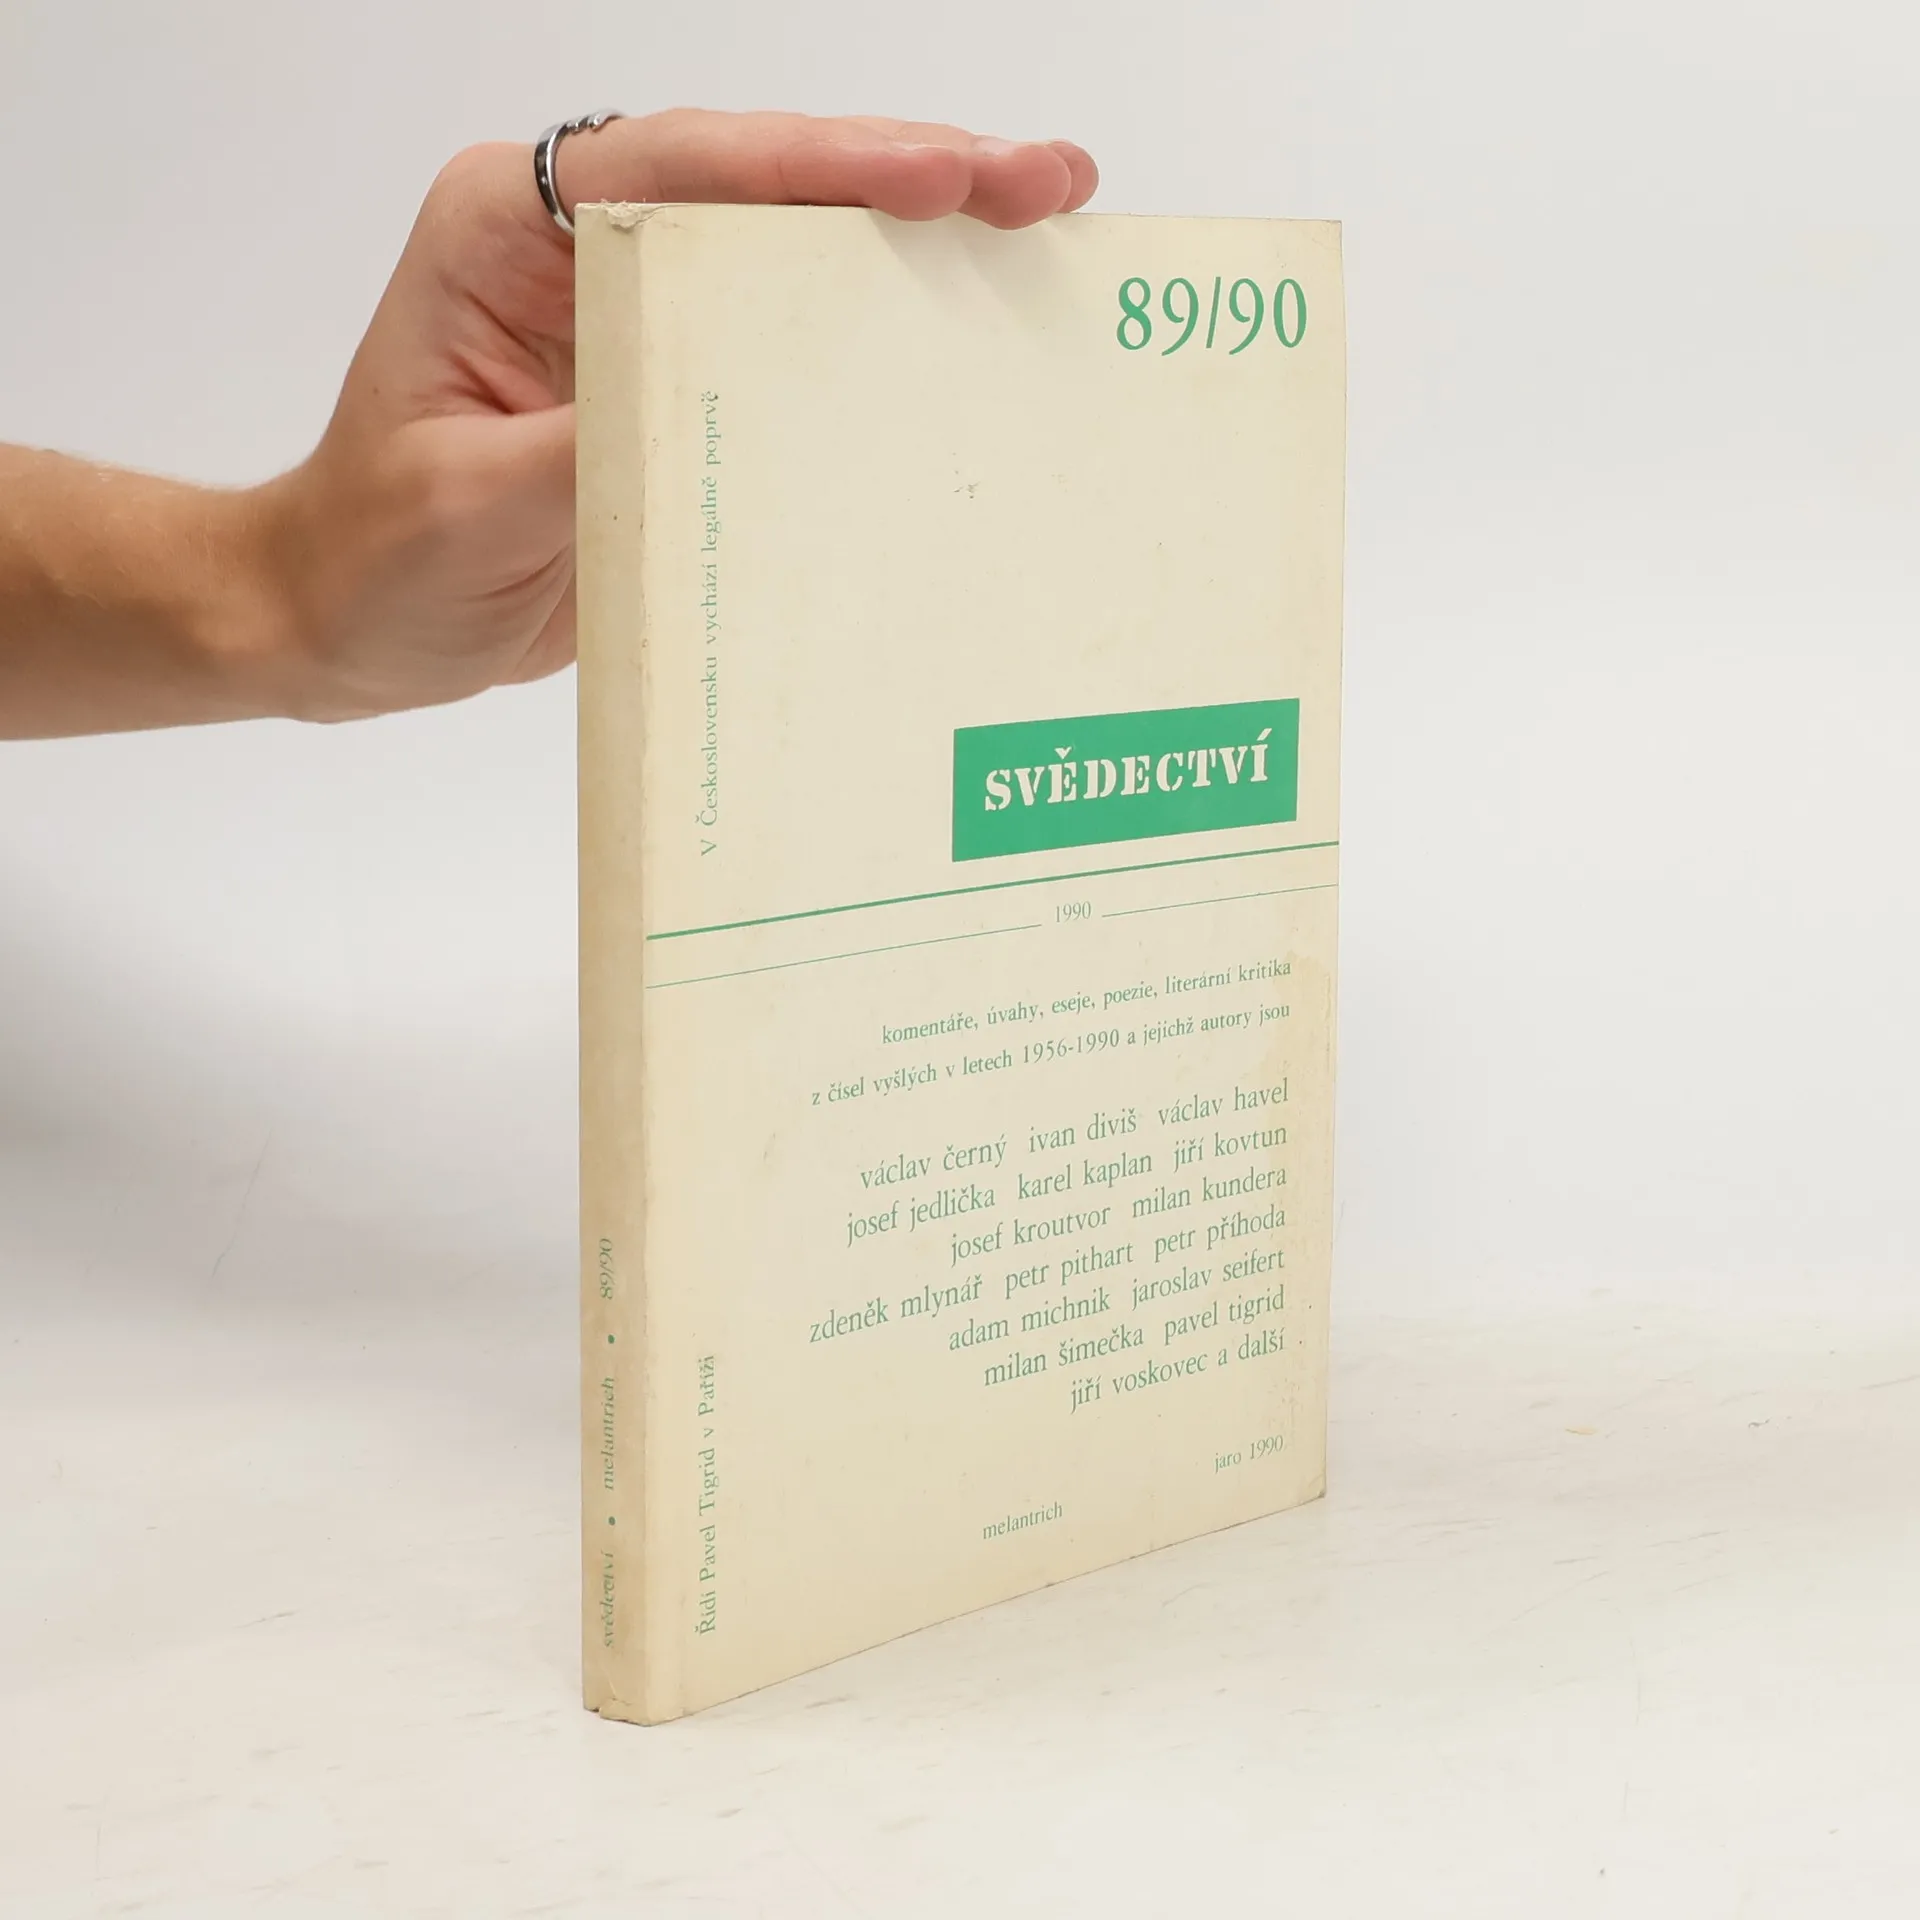 89/90
V Československu vychází legálně poprvé
SVĚDECTVÍ
1990
komentáře, úvahy, eseje, poezie, literární kritika
z čísel vyšlých v letech 1956-1990 a jejichž autory jsou
václav černý ivan diviš václav havel
josef jedlička karel kaplan jiří kovtun
josef kroutvor milan kundera
zdeněk mlynář petr pithart petr příhoda
adam michnik jaroslav seifert
milan šimečka pavel tigrid
jiří voskovec a další
jaro 1990
melantrich
Řídí Pavel Tigrid v Paříži
svědectví • melantrich • 89/90